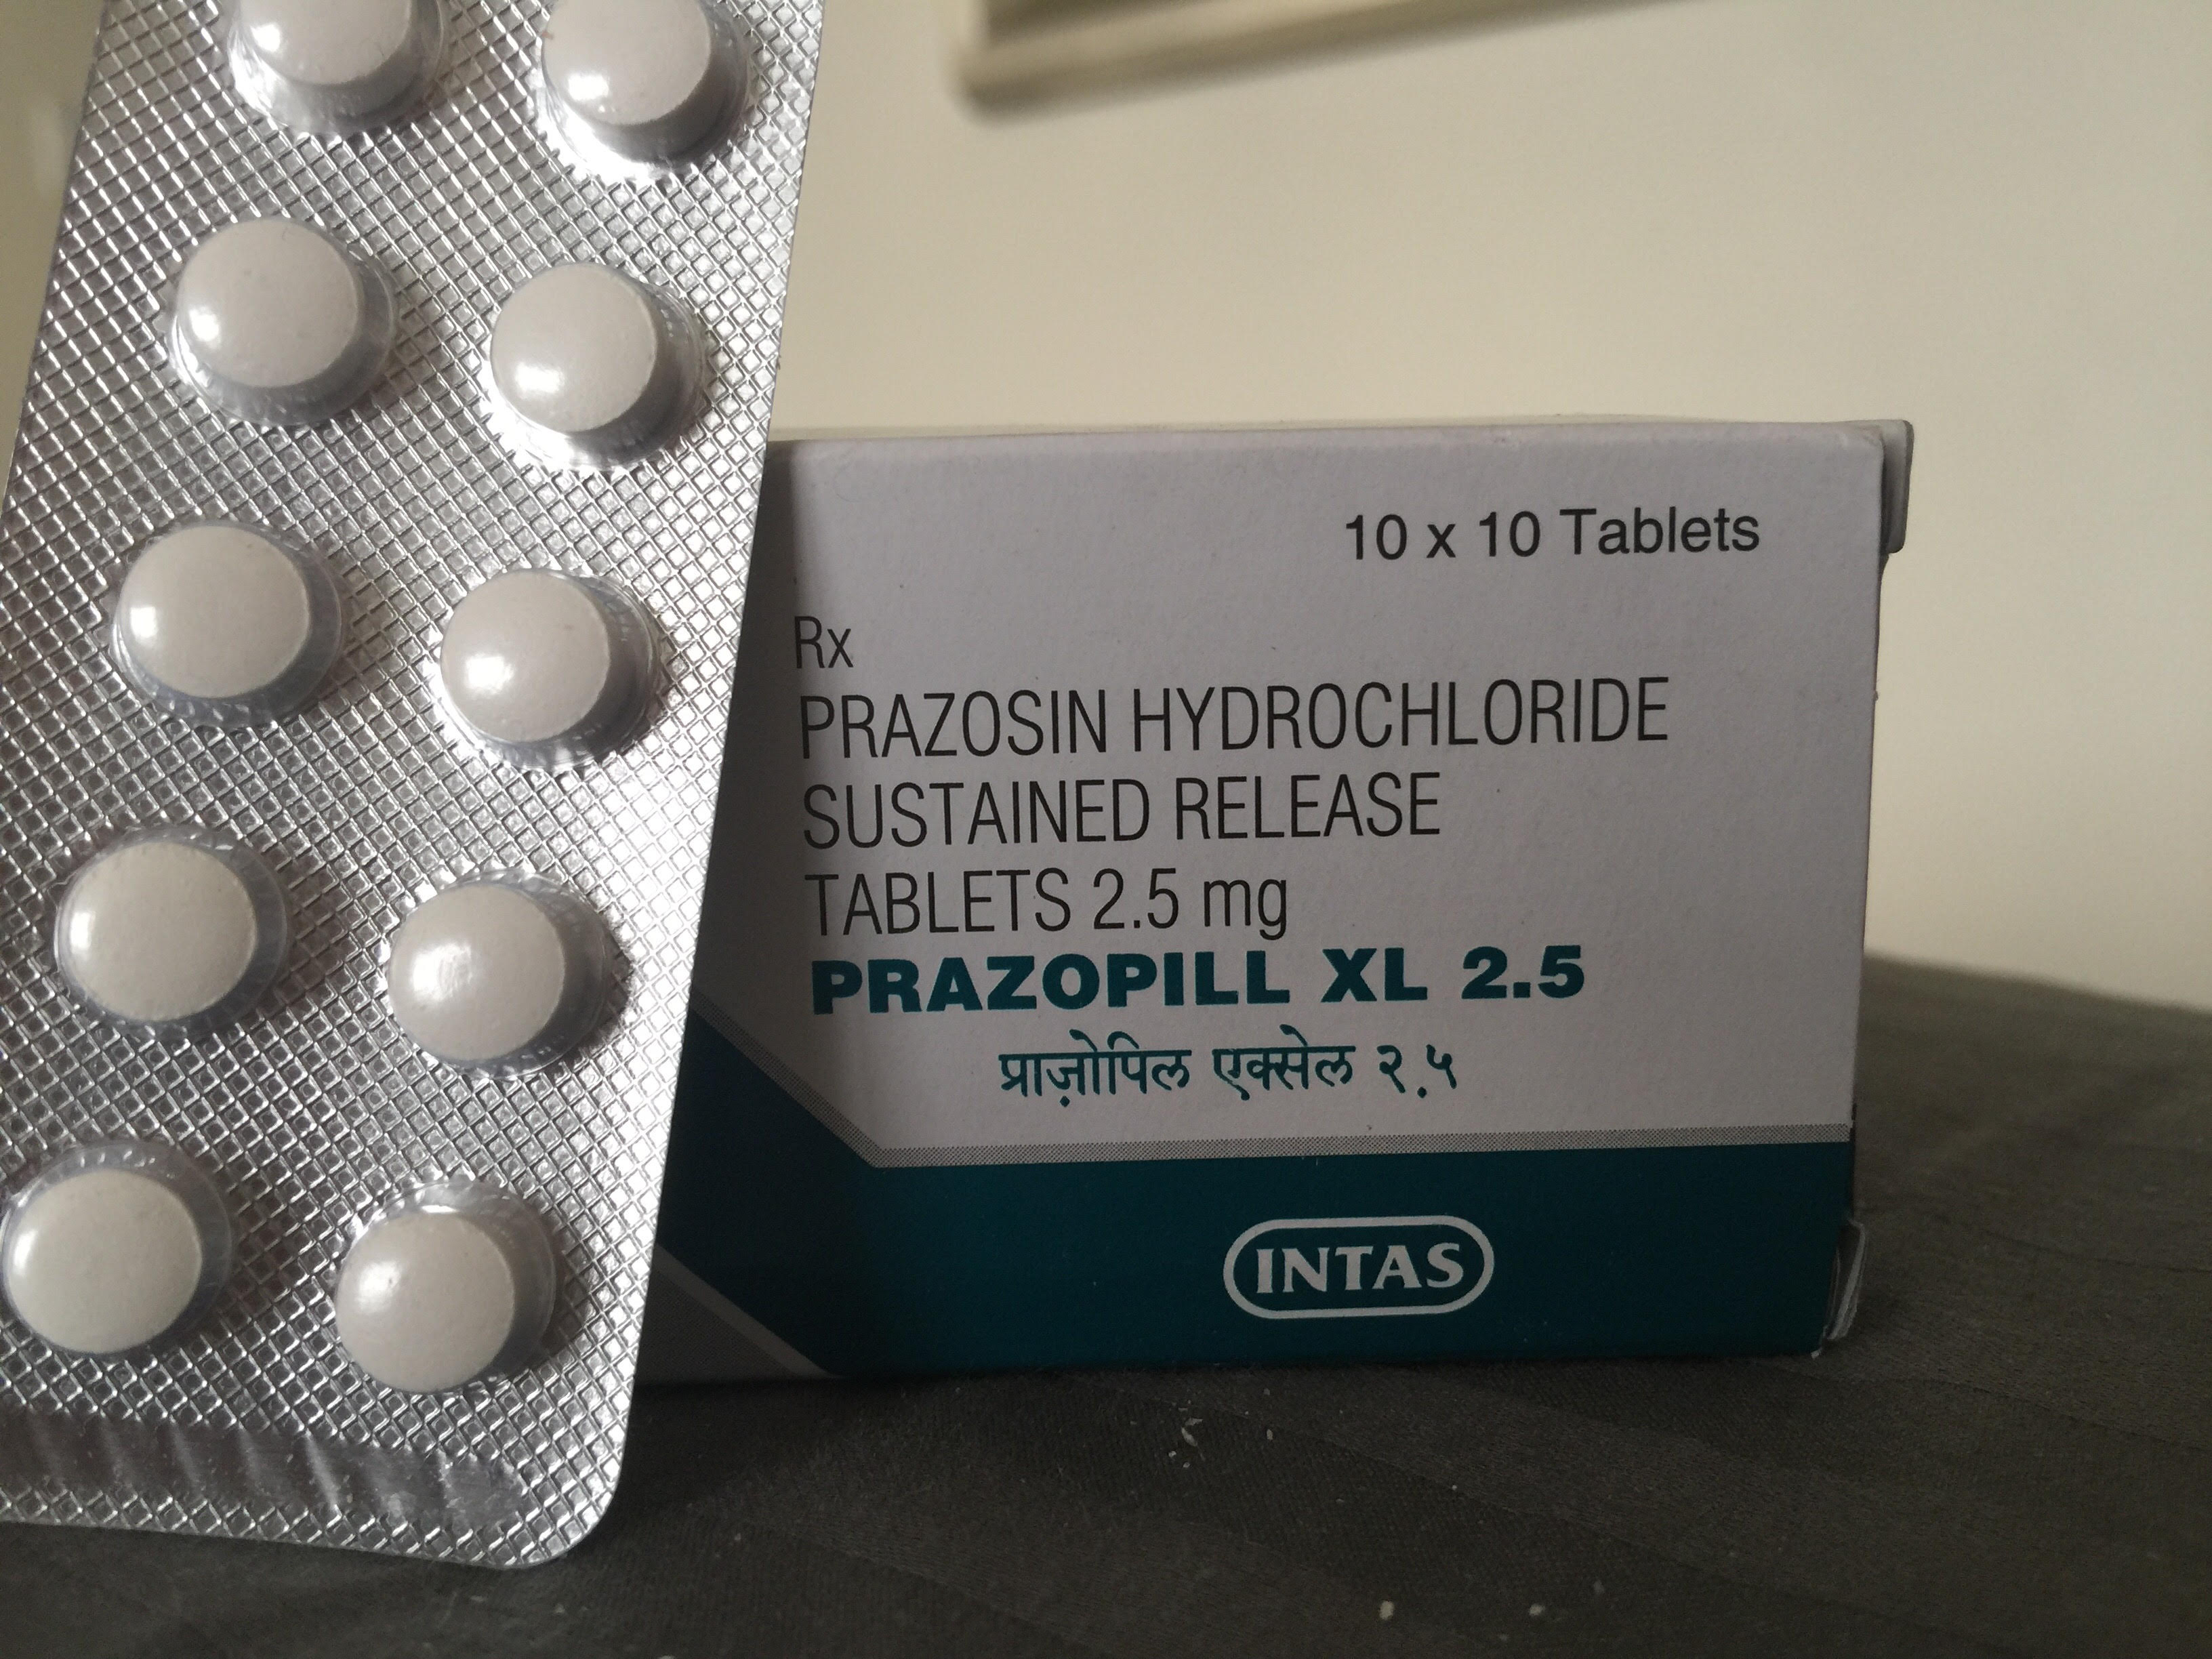 10 x 10 Tablets
Rx
PRAZOSIN HYDROCHLORIDE
SUSTAINED RELEASE
TABLETS 2.5 mg
PRAZOPILL XL 2.5
प्राज़ोपिल एक्सेल २.५
INTAS